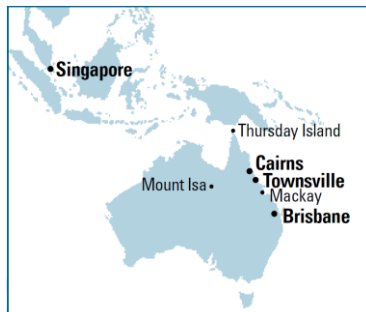 Singapore
Thursday Island
Cairns
Townsville
Mount Isa
Mackay
Brisbane